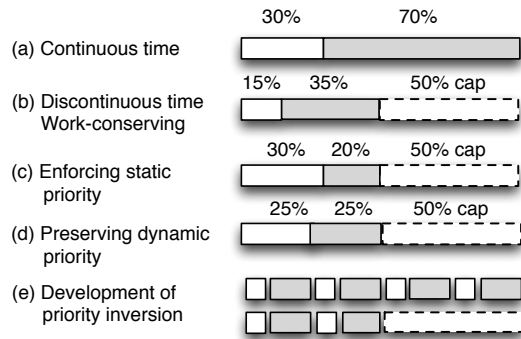 30% 70%
(a) Continuous time
15% 35% 50% cap
(b) Discontinuous time
Work-conserving
30% 20% 50% cap
(c) Enforcing static
priority
25% 25% 50% cap
(d) Preserving dynamic
priority
(e) Development of
priority inversion